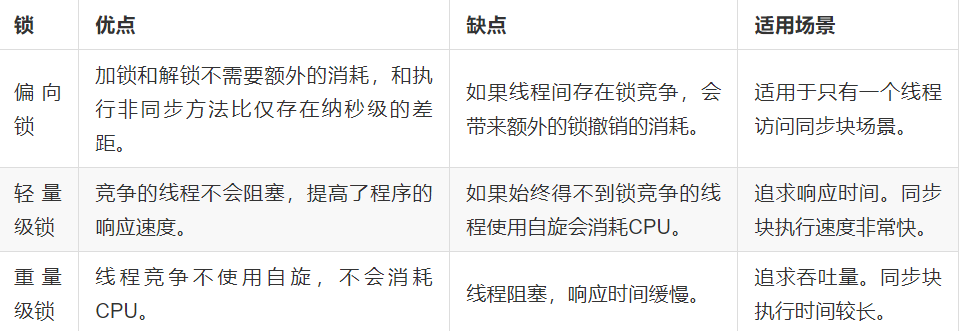 锁 优点 缺点 适用场景
偏向锁
加锁和解锁不需要额外的消耗，和执
行非同步方法比仅存在纳秒级的差
距。
如果线程间存在锁竞争，会
带来额外的锁撤销的消耗。
适用于只有一个线程
访问同步块场景。
轻量级锁
竞争的线程不会阻塞，提高了程序的
响应速度。
如果始终得不到锁竞争的线
程使用自旋会消耗CPU。
追求响应时间。同步
块执行速度非常快。
重量级锁
线程竞争不使用自旋，不会消耗
CPU。
线程阻塞，响应时间缓慢。
追求吞吐量。同步块
执行时间较长。